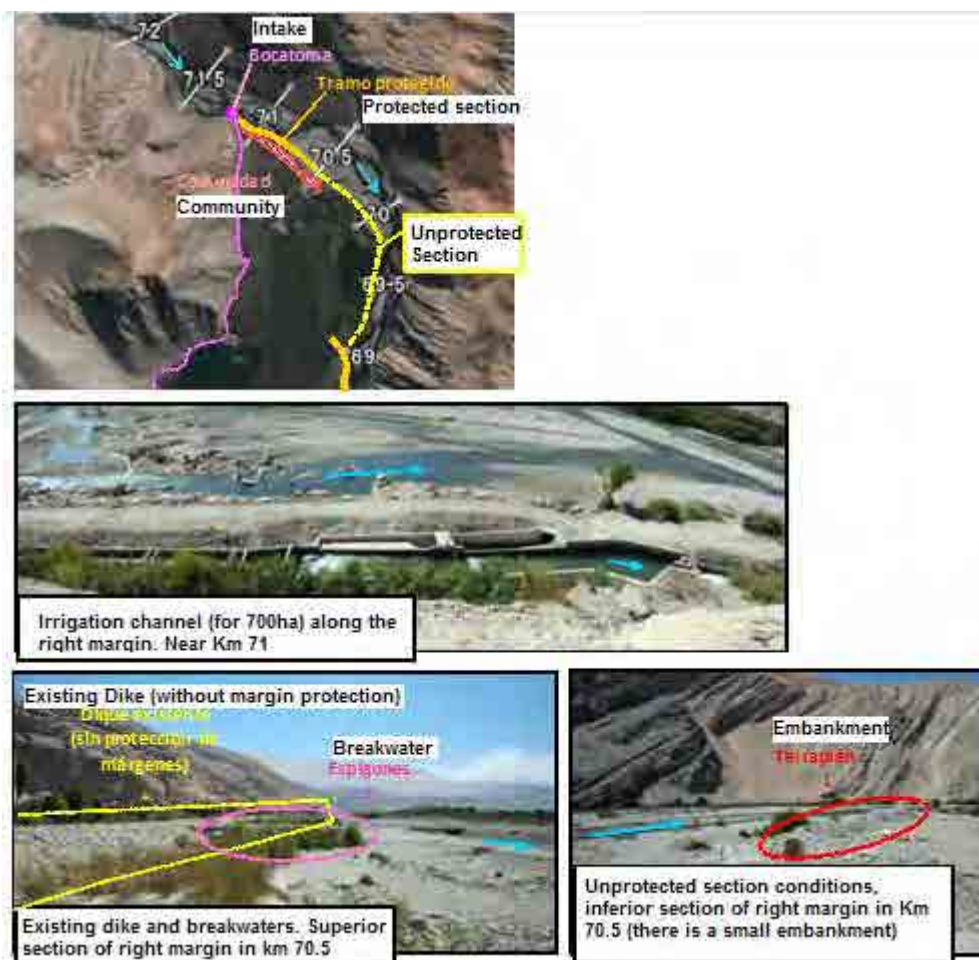 72
Intake
Bocatoma
71.5
Tramo protegido
Protected section
71
70.5
Comunidad
Community
70
Unprotected
Section
69.5
69
Irrigation channel (for 700ha) along the
right margin. Near Km 71
Existing Dike (without margin protection)
Dique existente
(sin protección de
márgenes)
Breakwater
Espigones
Existing dike and breakwaters. Superior
section of right margin in km 70.5
Embankment
Terraplén
Unprotected section conditions,
inferior section of right margin in Km
70.5 (there is a small embankment)